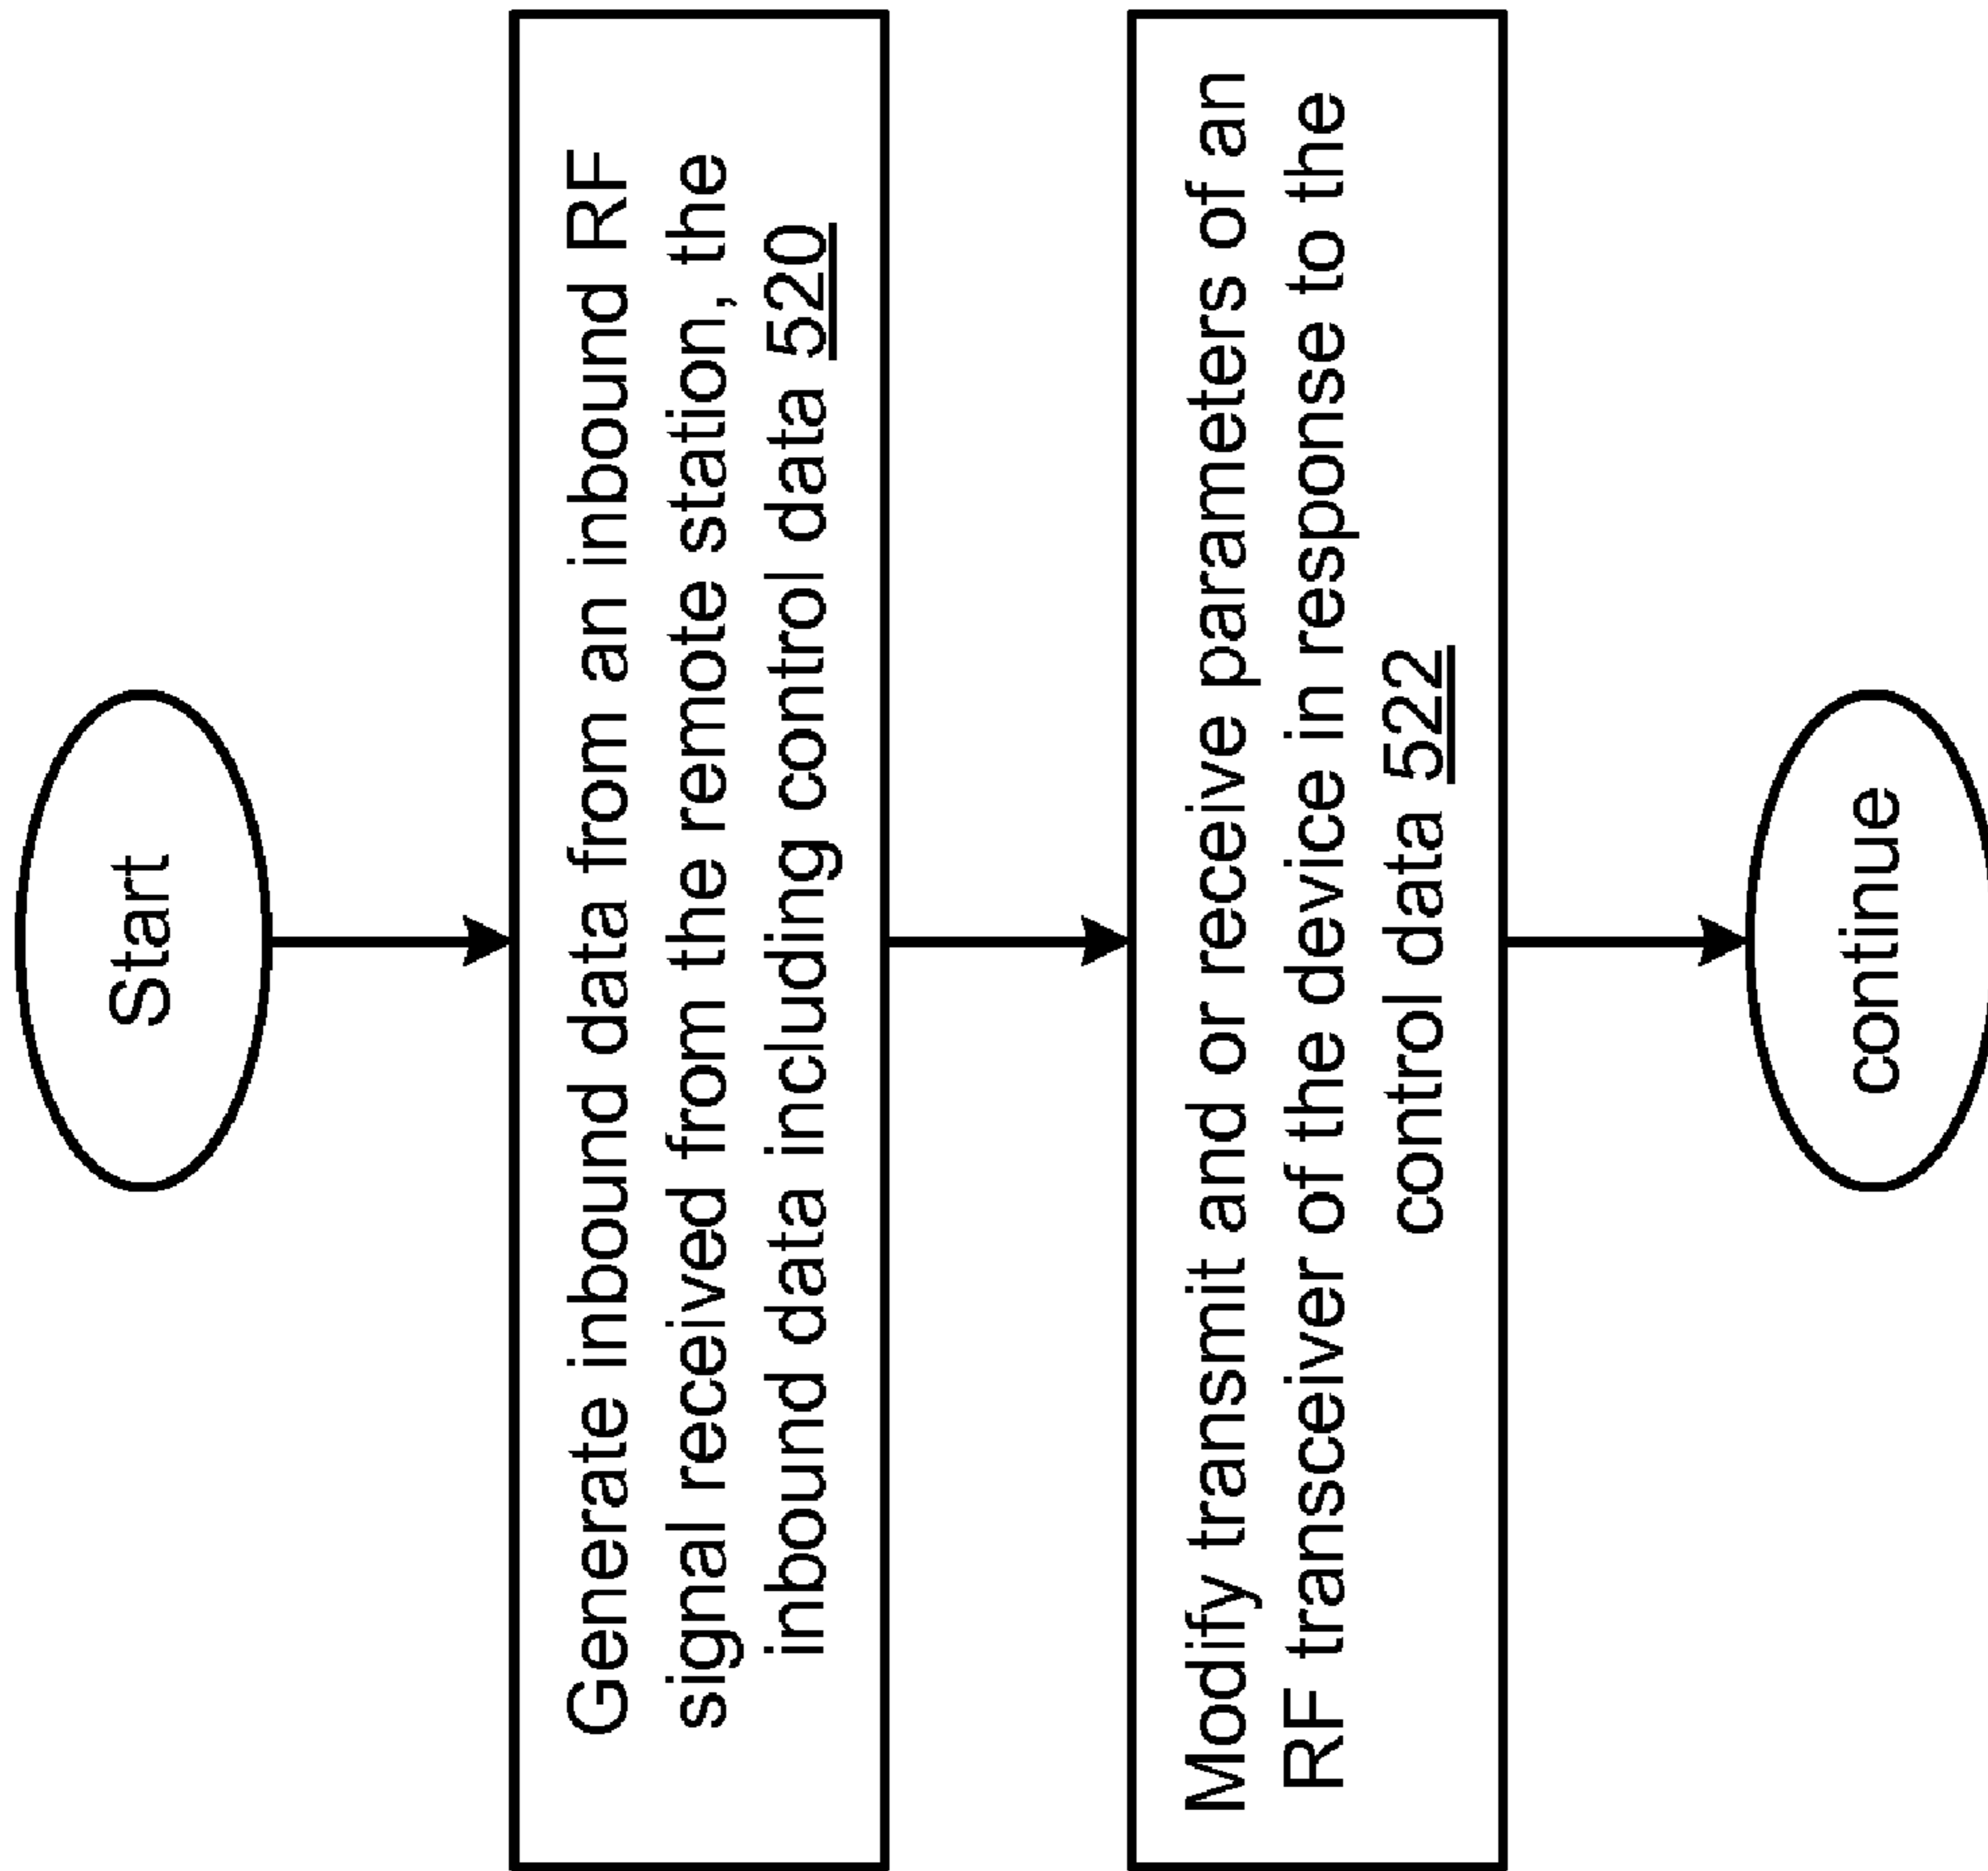 Start
Generate inbound data from an inbound RF
signal received from the remote station, the
inbound data including control data 520
Modify transmit and or receive parameters of an
RF transceiver of the device in response to the
control data 522
continue